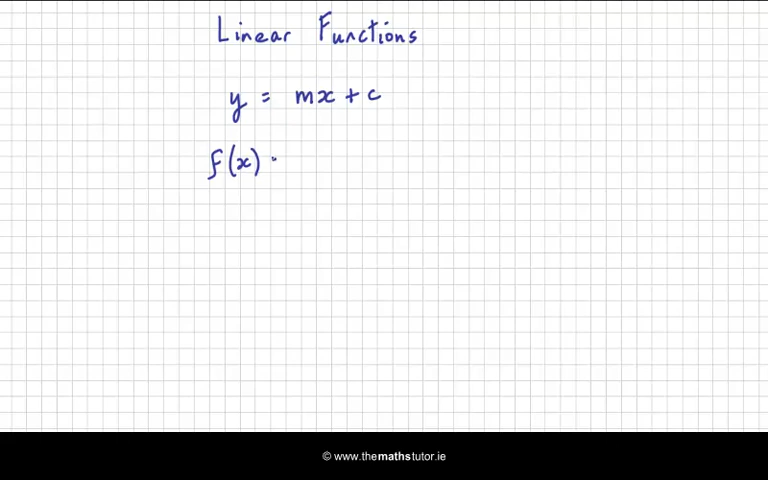 Linear Functions
y = mx + c
f(x)
© www.themathstutor.ie